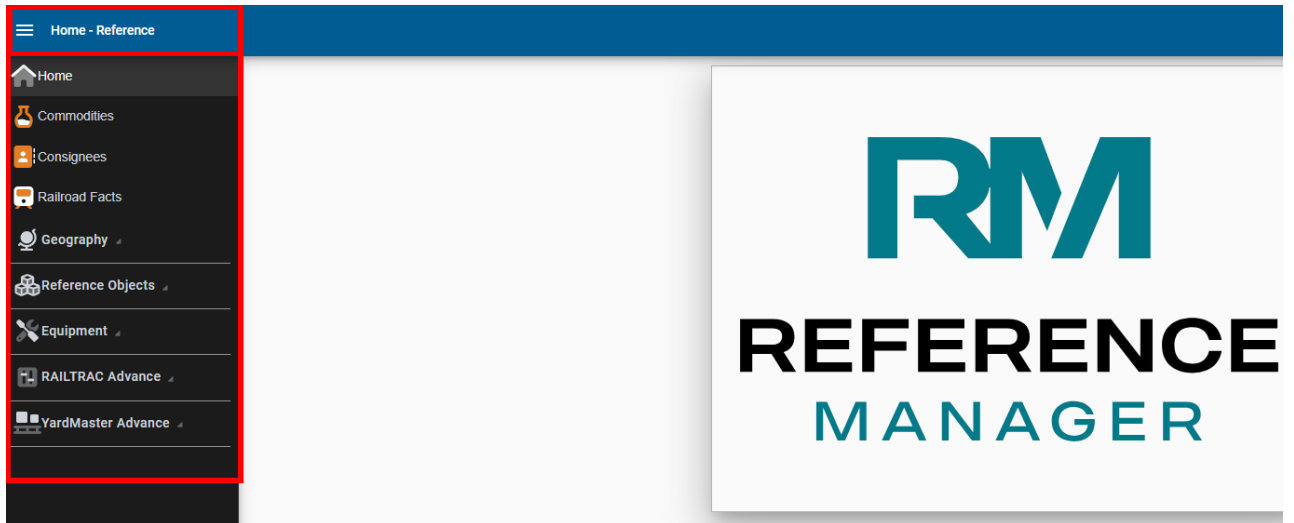 Home - Reference
Home
Commodities
Consignees
Railroad Facts
Geography
Reference Objects
Equipment
RAILTRAC Advance
YardMaster Advance
RM
REFERENCE
MANAGER